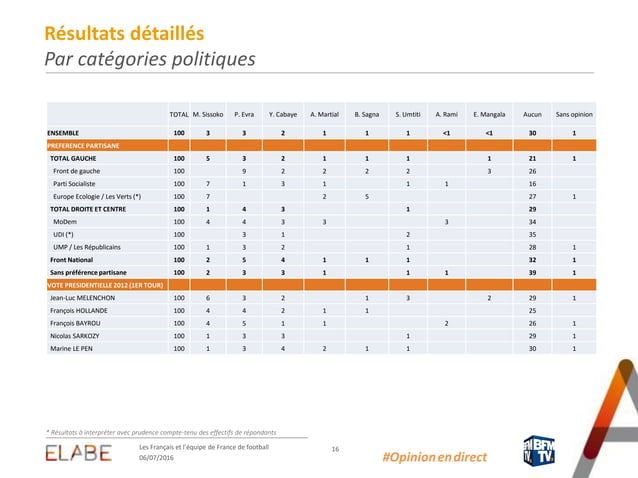 Résultats détaillés
Par catégories politiques
TOTAL M. Sissoko P. Evra Y. Cabaye A. Martial B. Sagna S. Umtiti A. Rami E. Mangala Aucun Sans opinion
ENSEMBLE 100 3 3 2 1 1 1 <1 <1 30 1
PREFERENCE PARTISANE
TOTAL GAUCHE 100 5 3 2 1 1 1 1 21 1
Front de gauche 100 9 2 2 2 2 3 26
Parti Socialiste 100 7 1 3 1 1 1 16
Europe Ecologie / Les Verts (*) 100 7 2 5 27 1
TOTAL DROITE ET CENTRE 100 1 4 3 1 29
MoDem 100 4 4 3 3 3 34
UDI (*) 100 3 1 2 35
UMP / Les Républicains 100 1 3 2 1 28 1
Front National 100 2 5 4 1 1 1 32 1
Sans préférence partisane 100 2 3 3 1 1 1 39 1
VOTE PRESIDENTIELLE 2012 (1ER TOUR)
Jean-Luc MELENCHON 100 6 3 2 1 3 2 29 1
François HOLLANDE 100 4 4 2 1 1 25
François BAYROU 100 4 5 1 1 2 26 1
Nicolas SARKOZY 100 1 3 3 1 29 1
Marine LE PEN 100 1 3 4 2 1 1 30 1
* Résultats à interpréter avec prudence compte-tenu des effectifs de répondants
ELABE
Les Français et l'équipe de France de football
06/07/2016
16
#Opinion en direct
BFM
TV.
BFM
TV.